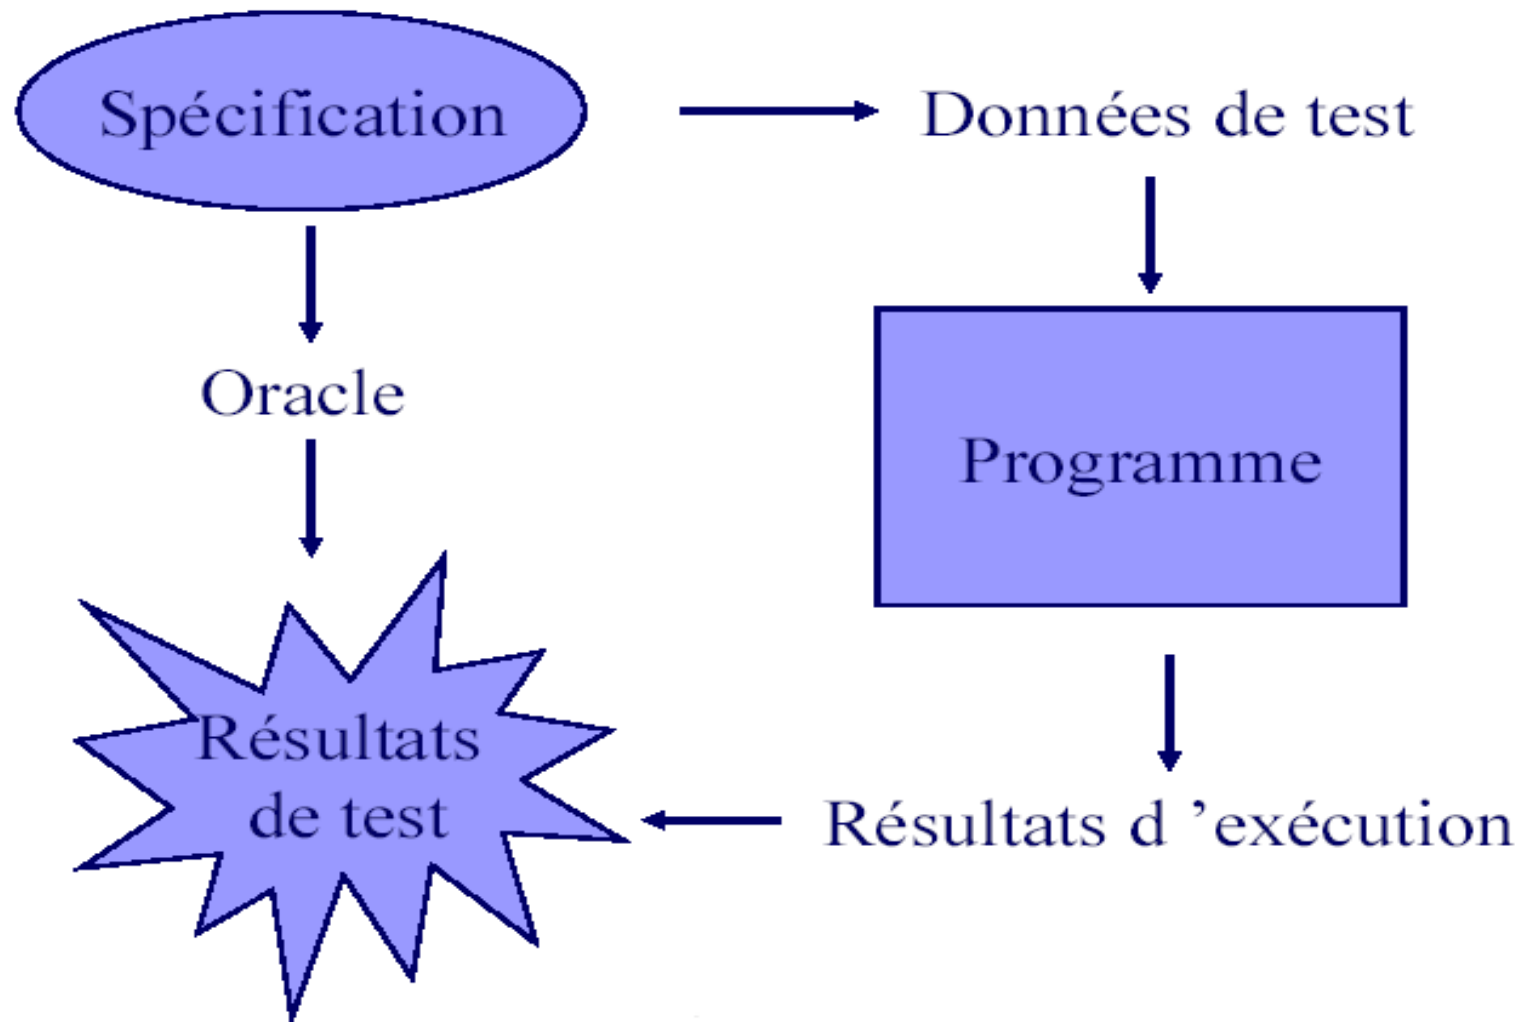 Spécification
Données de test
Oracle
Programme
Résultats
de test
Résultats d ’exécution